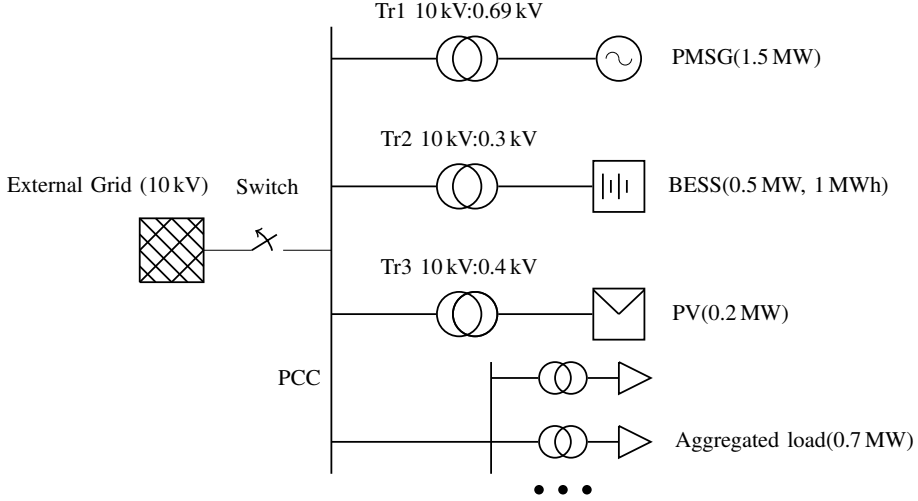 Tr1 10 kV:0.69 kV
PMSG(1.5 MW)
Tr2 10 kV:0.3 kV
External Grid (10 kV)
Switch
BESS(0.5 MW, 1 MWh)
Tr3 10 kV:0.4 kV
PV(0.2 MW)
PCC
Aggregated load(0.7 MW)